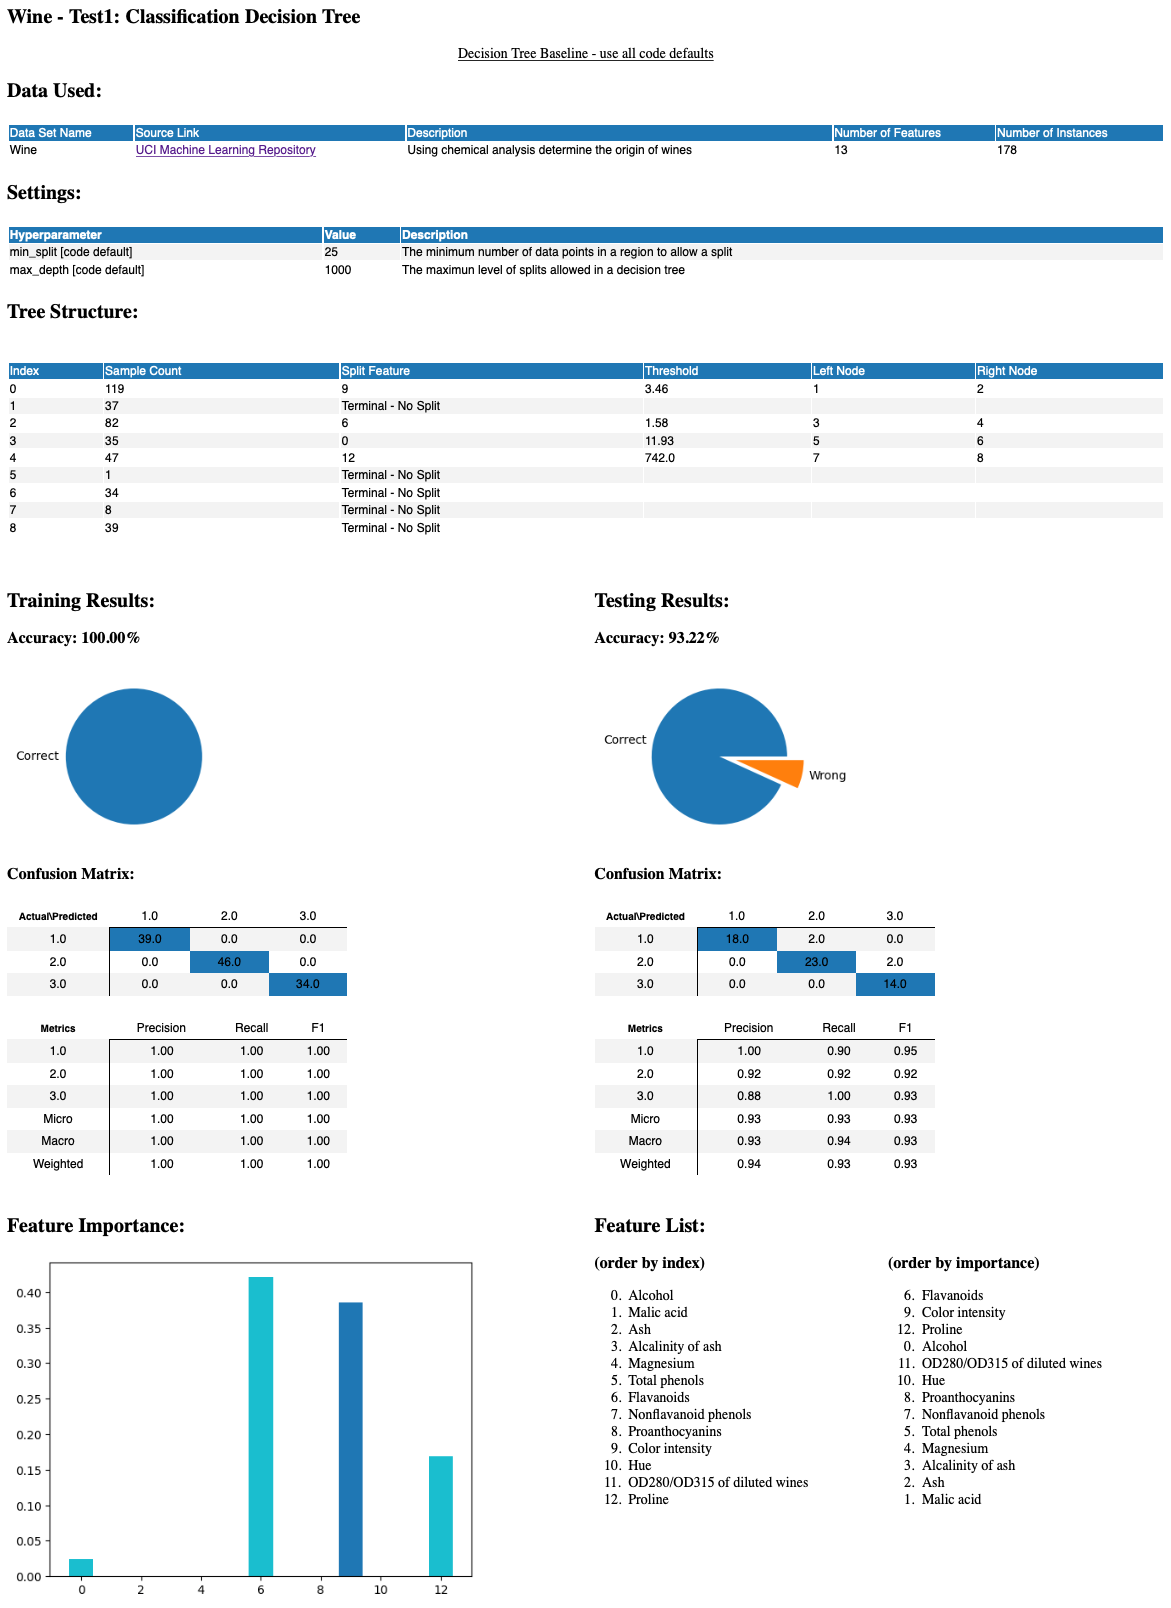 Wine - Test1: Classification Decision Tree
Decision Tree Baseline - use all code defaults
Data Used:
Data Set Name Source Link Description Number of Features Number of Instances
Wine UCI Machine Learning Repository Using chemical analysis determine the origin of wines 13 178
Settings:
Hyperparameter Value Description
min_split [code default] 25 The minimum number of data points in a region to allow a split
max_depth [code default] 1000 The maximun level of splits allowed in a decision tree
Tree Structure:
Index Sample Count Split Feature Threshold Left Node Right Node
0 119 9 3.46 1 2
1 37 Terminal - No Split
2 82 6 1.58 3 4
3 35 0 11.93 5 6
4 47 12 742.0 7 8
5 1 Terminal - No Split
6 34 Terminal - No Split
7 8 Terminal - No Split
8 39 Terminal - No Split
Training Results:
Accuracy: 100.00%
Correct
Confusion Matrix:
Actual\Predicted 1.0 2.0 3.0
1.0 39.0 0.0 0.0
2.0 0.0 46.0 0.0
3.0 0.0 0.0 34.0
Metrics Precision Recall F1
1.0 1.00 1.00 1.00
2.0 1.00 1.00 1.00
3.0 1.00 1.00 1.00
Micro 1.00 1.00 1.00
Macro 1.00 1.00 1.00
Weighted 1.00 1.00 1.00
Testing Results:
Accuracy: 93.22%
Correct
Wrong
Confusion Matrix:
Actual\Predicted 1.0 2.0 3.0
1.0 18.0 2.0 0.0
2.0 0.0 23.0 2.0
3.0 0.0 0.0 14.0
Metrics Precision Recall F1
1.0 1.00 0.90 0.95
2.0 0.92 0.92 0.92
3.0 0.88 1.00 0.93
Micro 0.93 0.93 0.93
Macro 0.93 0.94 0.93
Weighted 0.94 0.93 0.93
Feature Importance:
0.40
0.35
0.30
0.25
0.20
0.15
0.10
0.05
0.00
0 2 4 6 8 10 12
Feature List:
(order by index)
0. Alcohol
1. Malic acid
2. Ash
3. Alcalinity of ash
4. Magnesium
5. Total phenols
6. Flavanoids
7. Nonflavanoid phenols
8. Proanthocyanins
9. Color intensity
10. Hue
11. OD280/OD315 of diluted wines
12. Proline
(order by importance)
6. Flavanoids
9. Color intensity
12. Proline
0. Alcohol
11. OD280/OD315 of diluted wines
10. Hue
8. Proanthocyanins
7. Nonflavanoid phenols
5. Total phenols
4. Magnesium
3. Alcalinity of ash
2. Ash
1. Malic acid